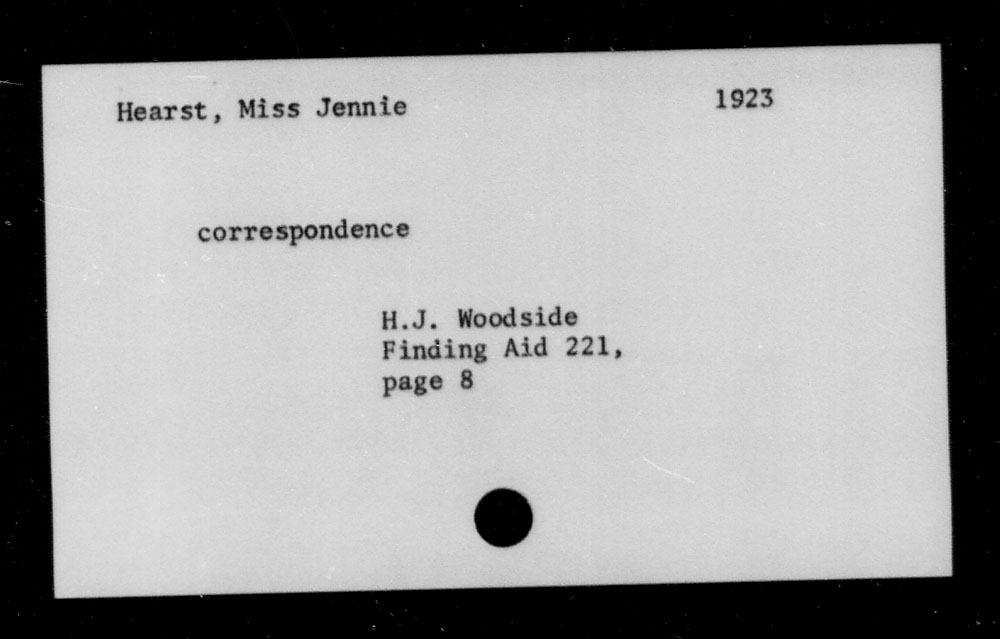 Hearst, Miss Jennie 1923
correspondence
H.J. Woodside
Finding Aid 221,
page 8